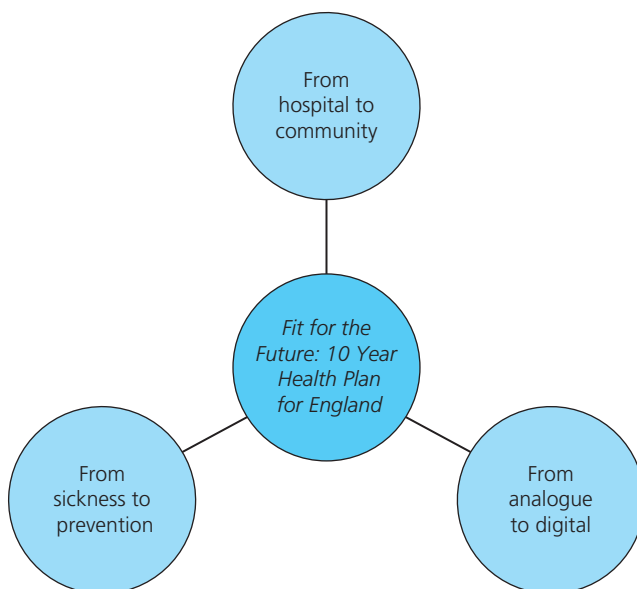 From
hospital to
community
Fit for the
Future: 10 Year
Health Plan
for England
From
sickness to
prevention
From
analogue
to digital